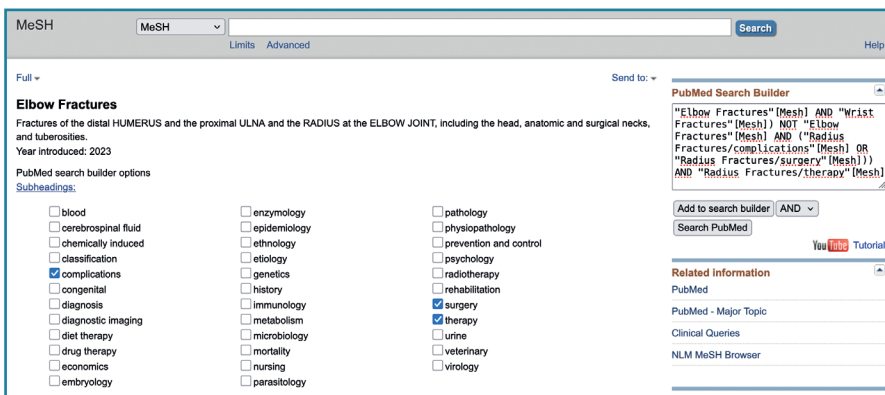 MeSH
MeSH
Search
Limits Advanced
Help
Full
Send to:
Elbow Fractures
Fractures of the distal HUMERUS and the proximal ULNA and the RADIUS at the ELBOW JOINT, including the head, anatomic and surgical necks,
and tuberosities.
Year introduced: 2023
PubMed search builder options
Subheadings:
blood
cerebrospinal fluid
chemically induced
classification
complications
congenital
diagnosis
diagnostic imaging
diet therapy
drug therapy
economics
embryology
enzymology
epidemiology
ethnology
etiology
genetics
history
immunology
metabolism
microbiology
mortality
nursing
parasitology
pathology
physiopathology
prevention and control
psychology
radiotherapy
rehabilitation
surgery
therapy
urine
veterinary
virology
PubMed Search Builder
"Elbow Fractures"[Mesh] AND "Wrist
Fractures"[Mesh]) NOT "Elbow
Fractures"[Mesh] AND ("Radius
Fractures/complications"[Mesh] OR
"Radius Fractures/surgery"[Mesh]))
AND "Radius Fractures/therapy"[Mesh]
Add to search builder AND
Search PubMed
YouTube Tutorial
Related information
PubMed
PubMed - Major Topic
Clinical Queries
NLM MeSH Browser